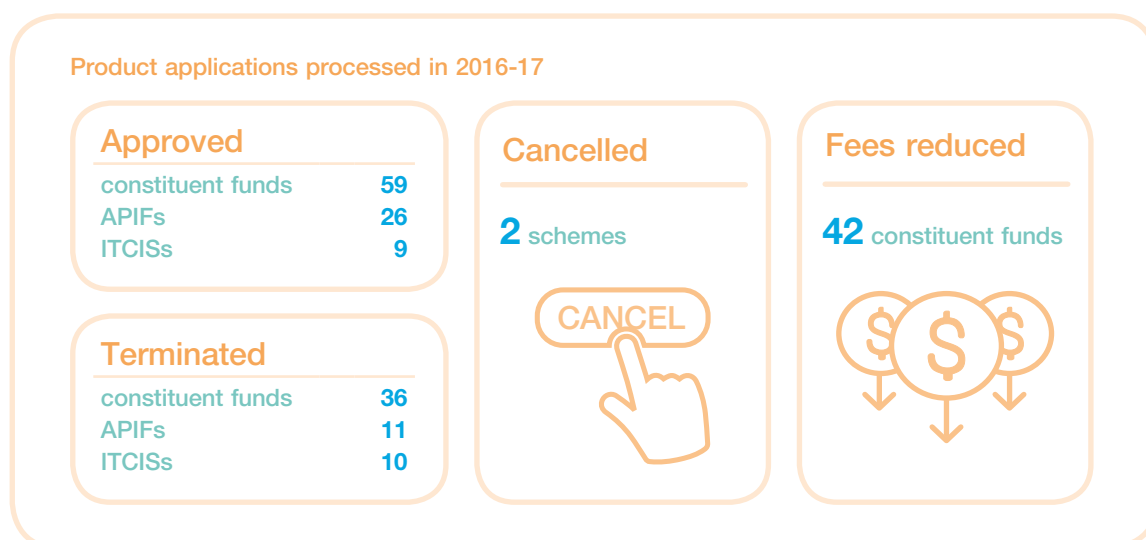 Product applications processed in 2016-17
Approved
constituent funds 59
APIFs 26
ITCISs 9
Terminated
constituent funds 36
APIFs 11
ITCISs 10
Cancelled
2 schemes
CANCEL
Fees reduced
42 constituent funds
$ $ $